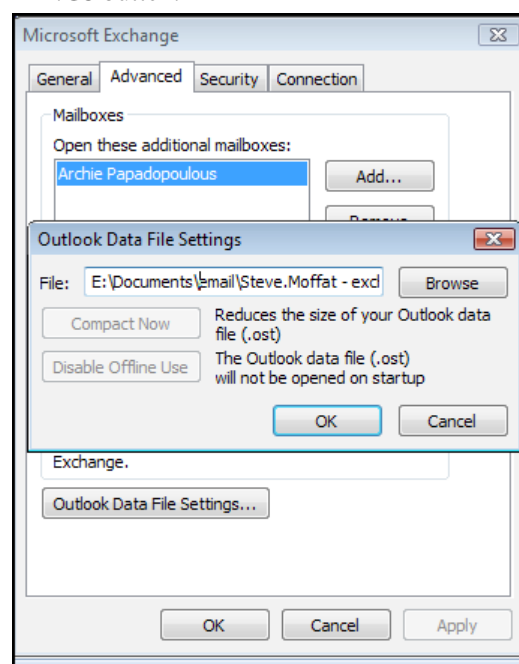 Microsoft Exchange
General Advanced Security Connection
Mailboxes
Open these additional mailboxes:
Archie Papadopoulous
Add...
Outlook Data File Settings
File: E:\Documents\email\Steve.Moffat - excl Browse
Compact Now
Reduces the size of your Outlook data
file (.ost)
Disable Offline Use
The Outlook data file (.ost)
will not be opened on startup
OK Cancel
Exchange.
Outlook Data File Settings...
OK Cancel Apply